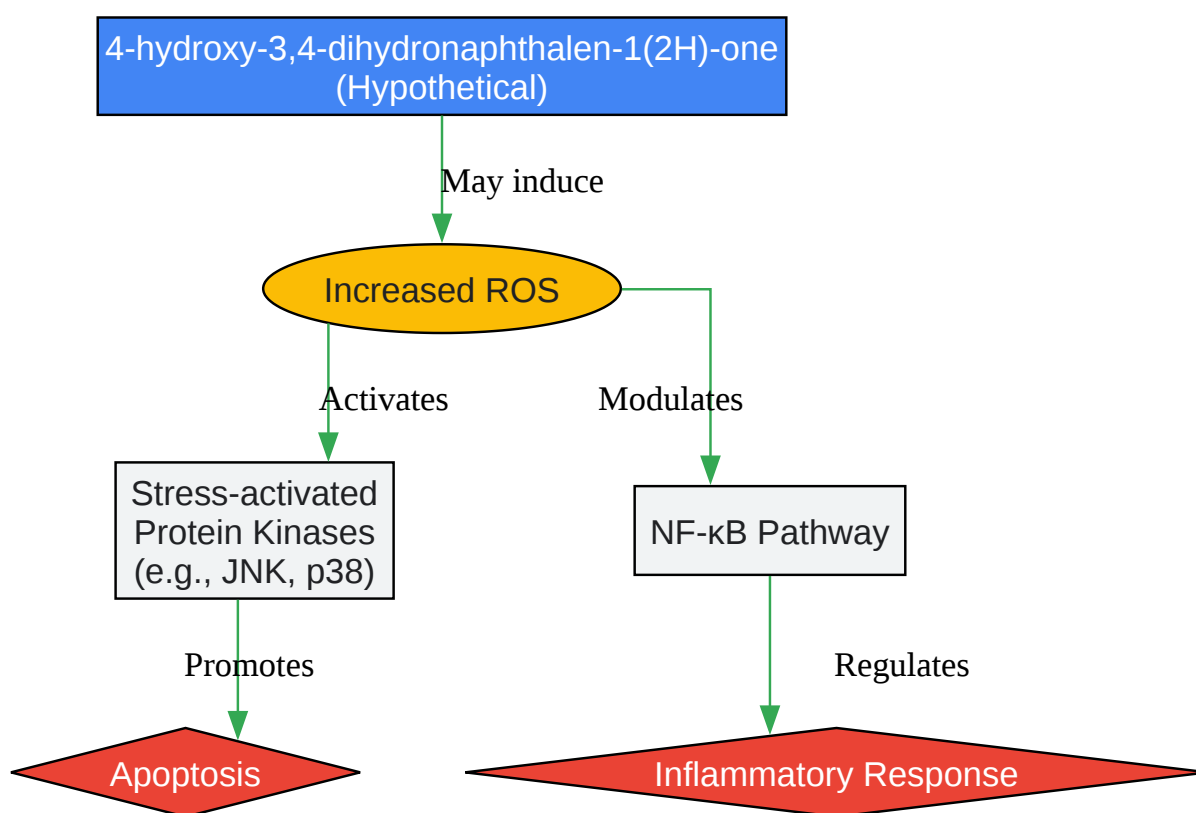 4-hydroxy-3,4-dihydronaphthalen-1(2H)-one
(Hypothetical)
May induce
Increased ROS
Activates
Modulates
Stress-activated
Protein Kinases
(e.g., JNK, p38)
NF-κB Pathway
Promotes
Regulates
Apoptosis
Inflammatory Response